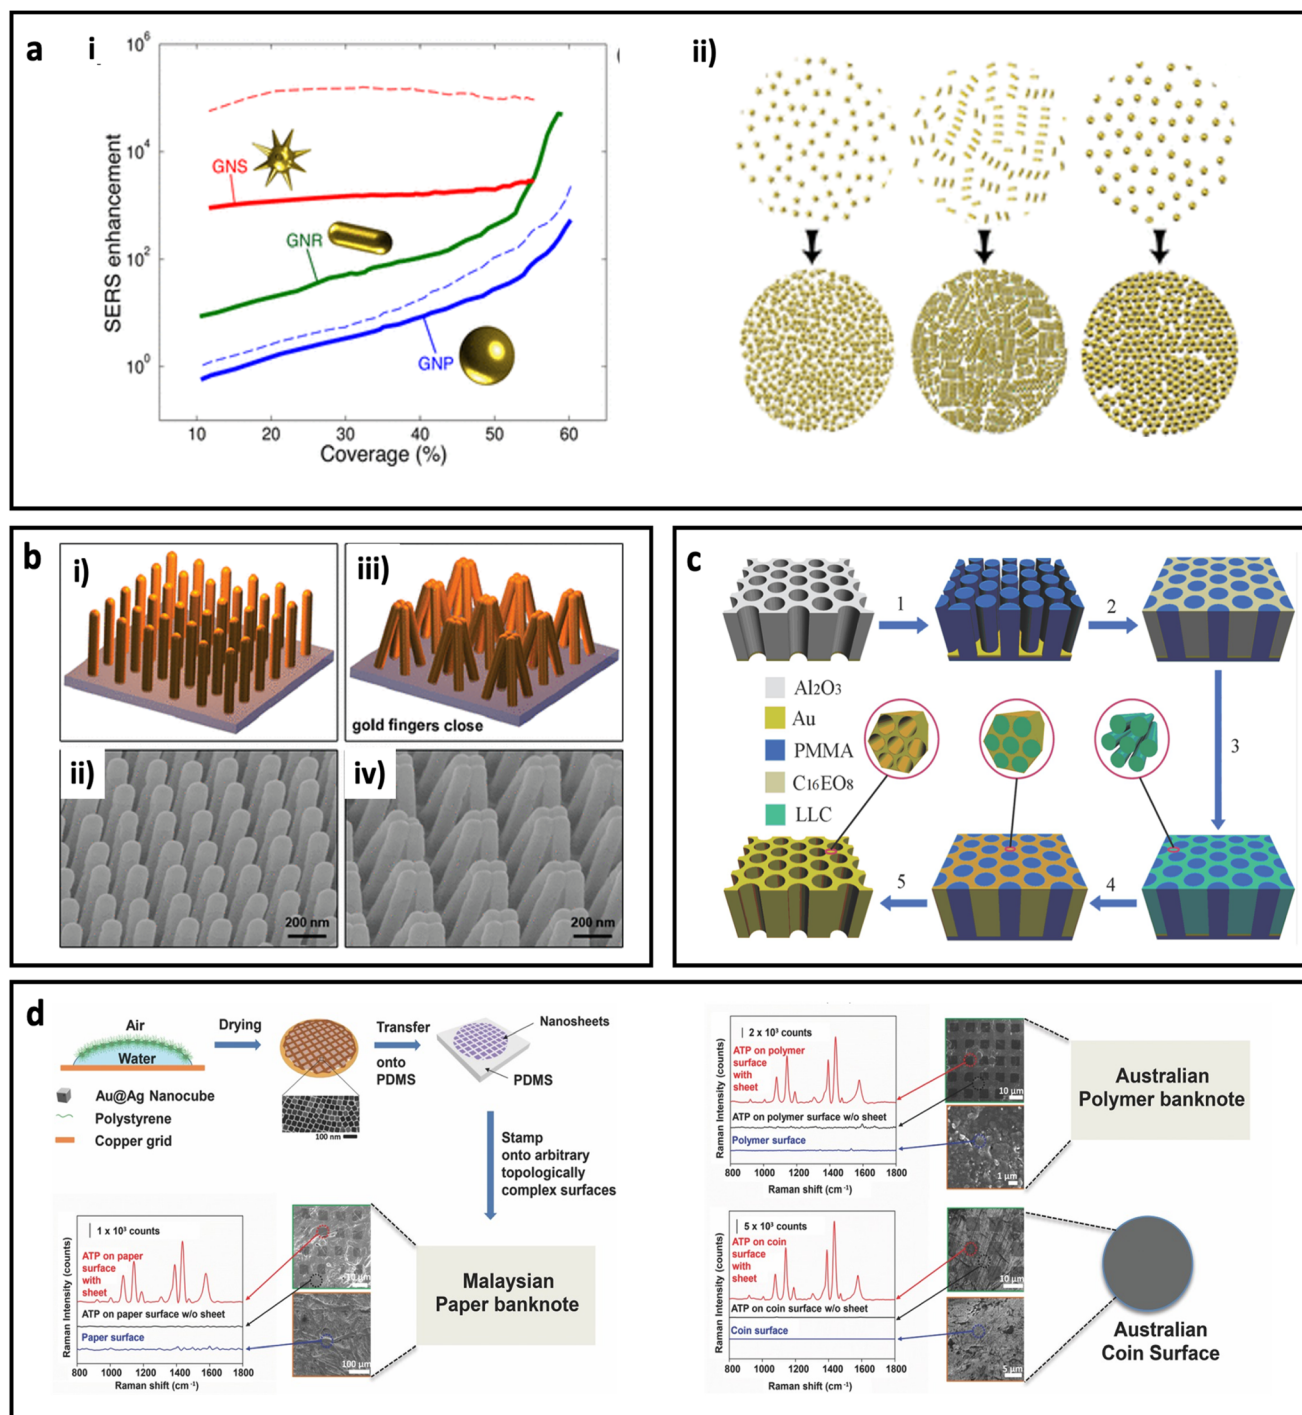 a
i
ii)
10⁶
10⁴
10²
10⁰
SERS enhancement
GNS
GNR
GNP
10 20 30 40 50 60
Coverage (%)
b
i)
iii)
gold fingers close
ii)
iv)
200 nm
200 nm
c
1
2
3
4
5
Al₂O₃
Au
PMMA
C₁₆EO₈
LLC
d
Air
Water
Drying
Transfer
onto
PDMS
Nanosheets
PDMS
Au@Ag Nanocube
Polystyrene
Copper grid
100 nm
Stamp
onto arbitrary
topologically
complex surfaces
Raman Intensity (counts)
1 x 10³ counts
ATP on paper
surface
with
sheet
ATP on paper surface w/o sheet
Paper surface
800 1000 1200 1400 1600 1800
Raman shift (cm⁻¹)
10 µm
100 µm
Malaysian
Paper banknote
Raman Intensity (counts)
2 x 10³ counts
ATP on polymer
surface
with
sheet
ATP on polymer surface w/o sheet
Polymer surface
800 1000 1200 1400 1600 1800
Raman shift (cm⁻¹)
10 µm
1 µm
Australian
Polymer banknote
Raman Intensity (counts)
5 x 10³ counts
ATP on coin
surface
with
sheet
ATP on coin surface w/o sheet
Coin surface
800 1000 1200 1400 1600 1800
Raman shift (cm⁻¹)
10 µm
5 µm
Australian
Coin Surface